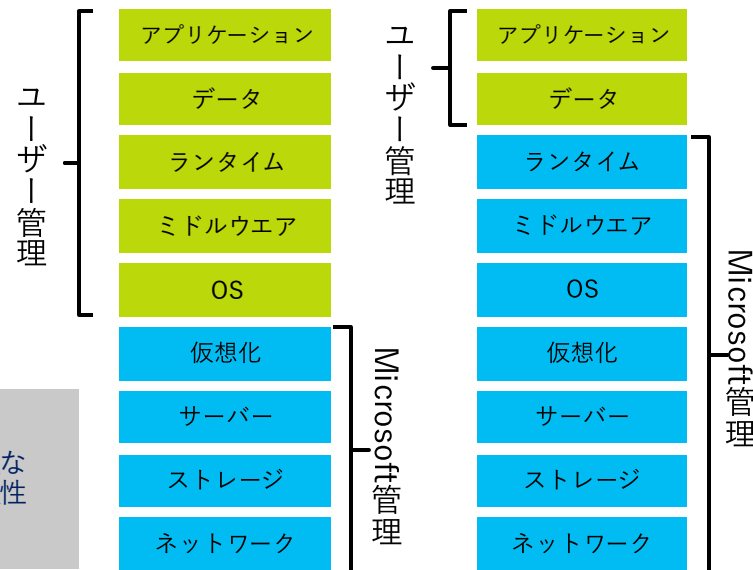 ユーザー管理
アプリケーション
データ
ランタイム
ミドルウエア
OS
仮想化
サーバー
ストレージ
ネットワーク
Microsoft管理
な
性
ユーザー管理
アプリケーション
データ
ランタイム
ミドルウエア
OS
仮想化
サーバー
ストレージ
ネットワーク
Microsoft管理